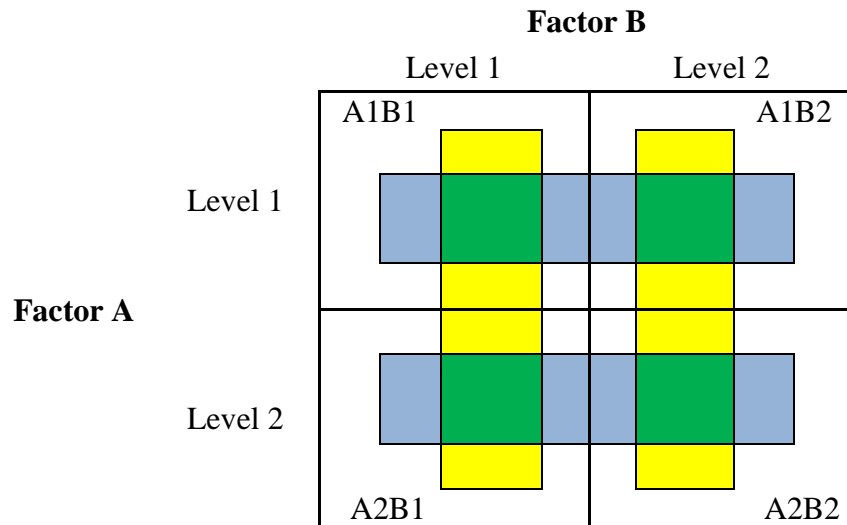 Factor B
Level 1 Level 2
A1B1 A1B2
Level 1
Factor A
Level 2
A2B1 A2B2